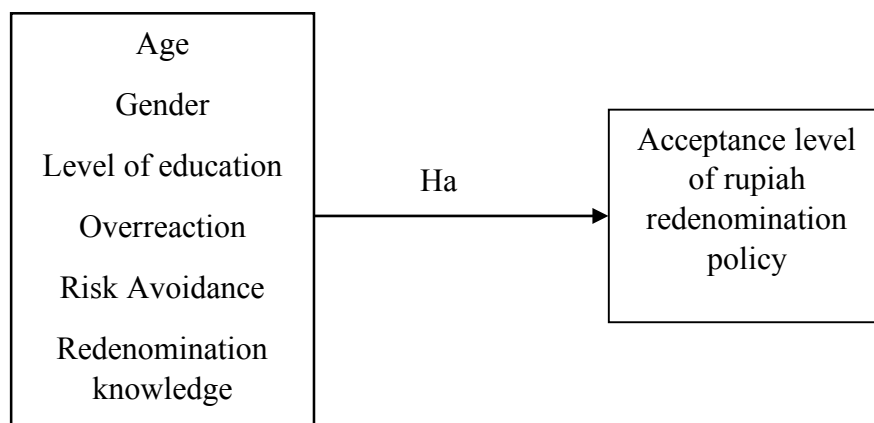 Age
Gender
Level of education
Overreaction
Risk Avoidance
Redenomination
knowledge
Ha
Acceptance level
of rupiah
redenomination
policy